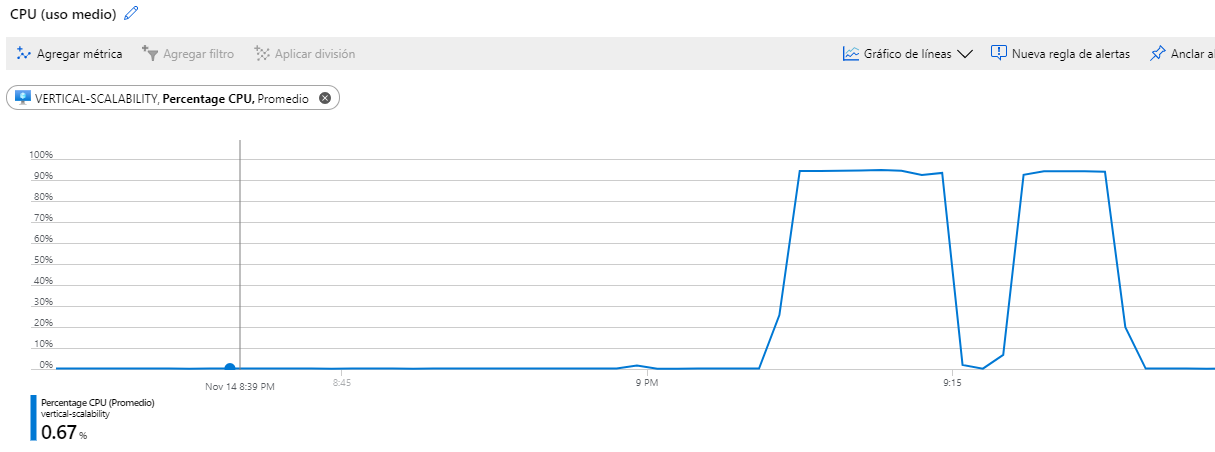 CPU (uso medio)
Agregar métrica Agregar filtro Aplicar división Gráfico de líneas Nueva regla de alertas Anclar al
VERTICAL-SCALABILITY, Percentage CPU, Promedio
100%
90%
80%
70%
60%
50%
40%
30%
20%
10%
0%
Nov 14 8:39 PM 8:45 9 PM 9:15
Percentage CPU (Promedio)
vertical-scalability
0.67 %